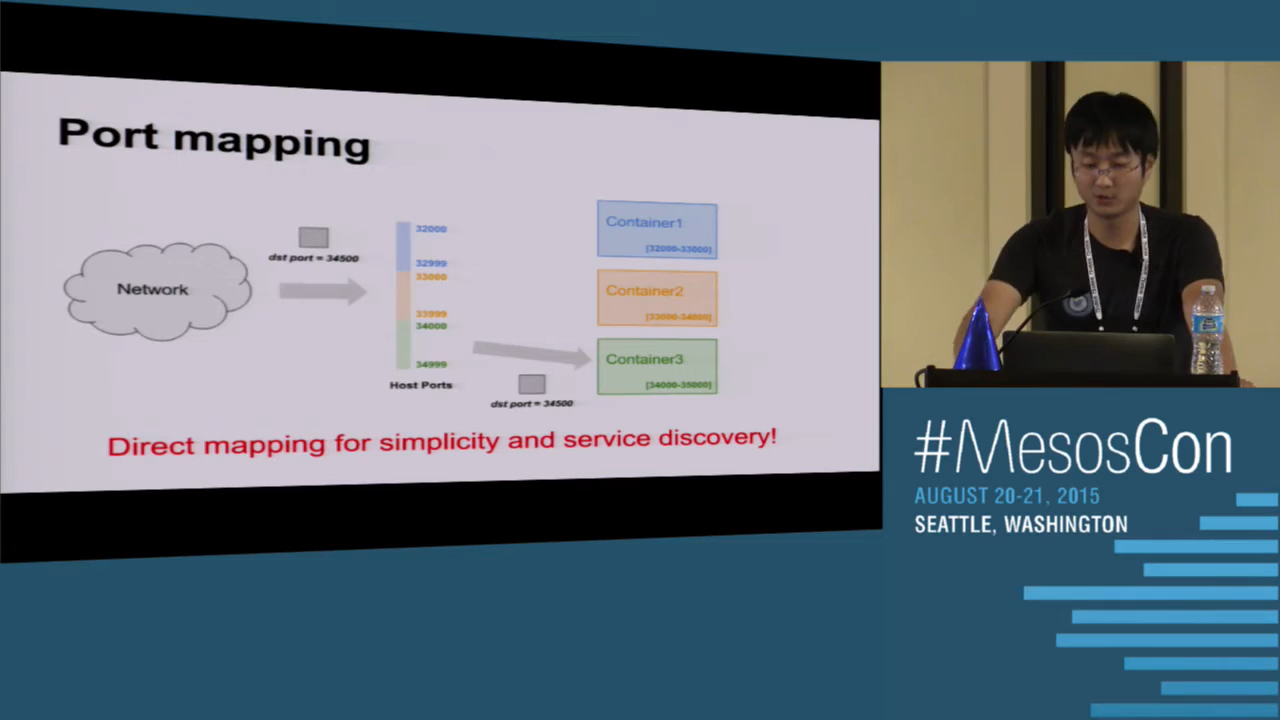 Port mapping
Network
dst port = 34500
32000
32999
33000
33999
34000
34999
Host Ports
Container1
[32000-33000)
Container2
[33000-34000)
Container3
[34000-35000)
dst port = 34500
Direct mapping for simplicity and service discovery!
#MesosCon
AUGUST 20-21, 2015
SEATTLE, WASHINGTON